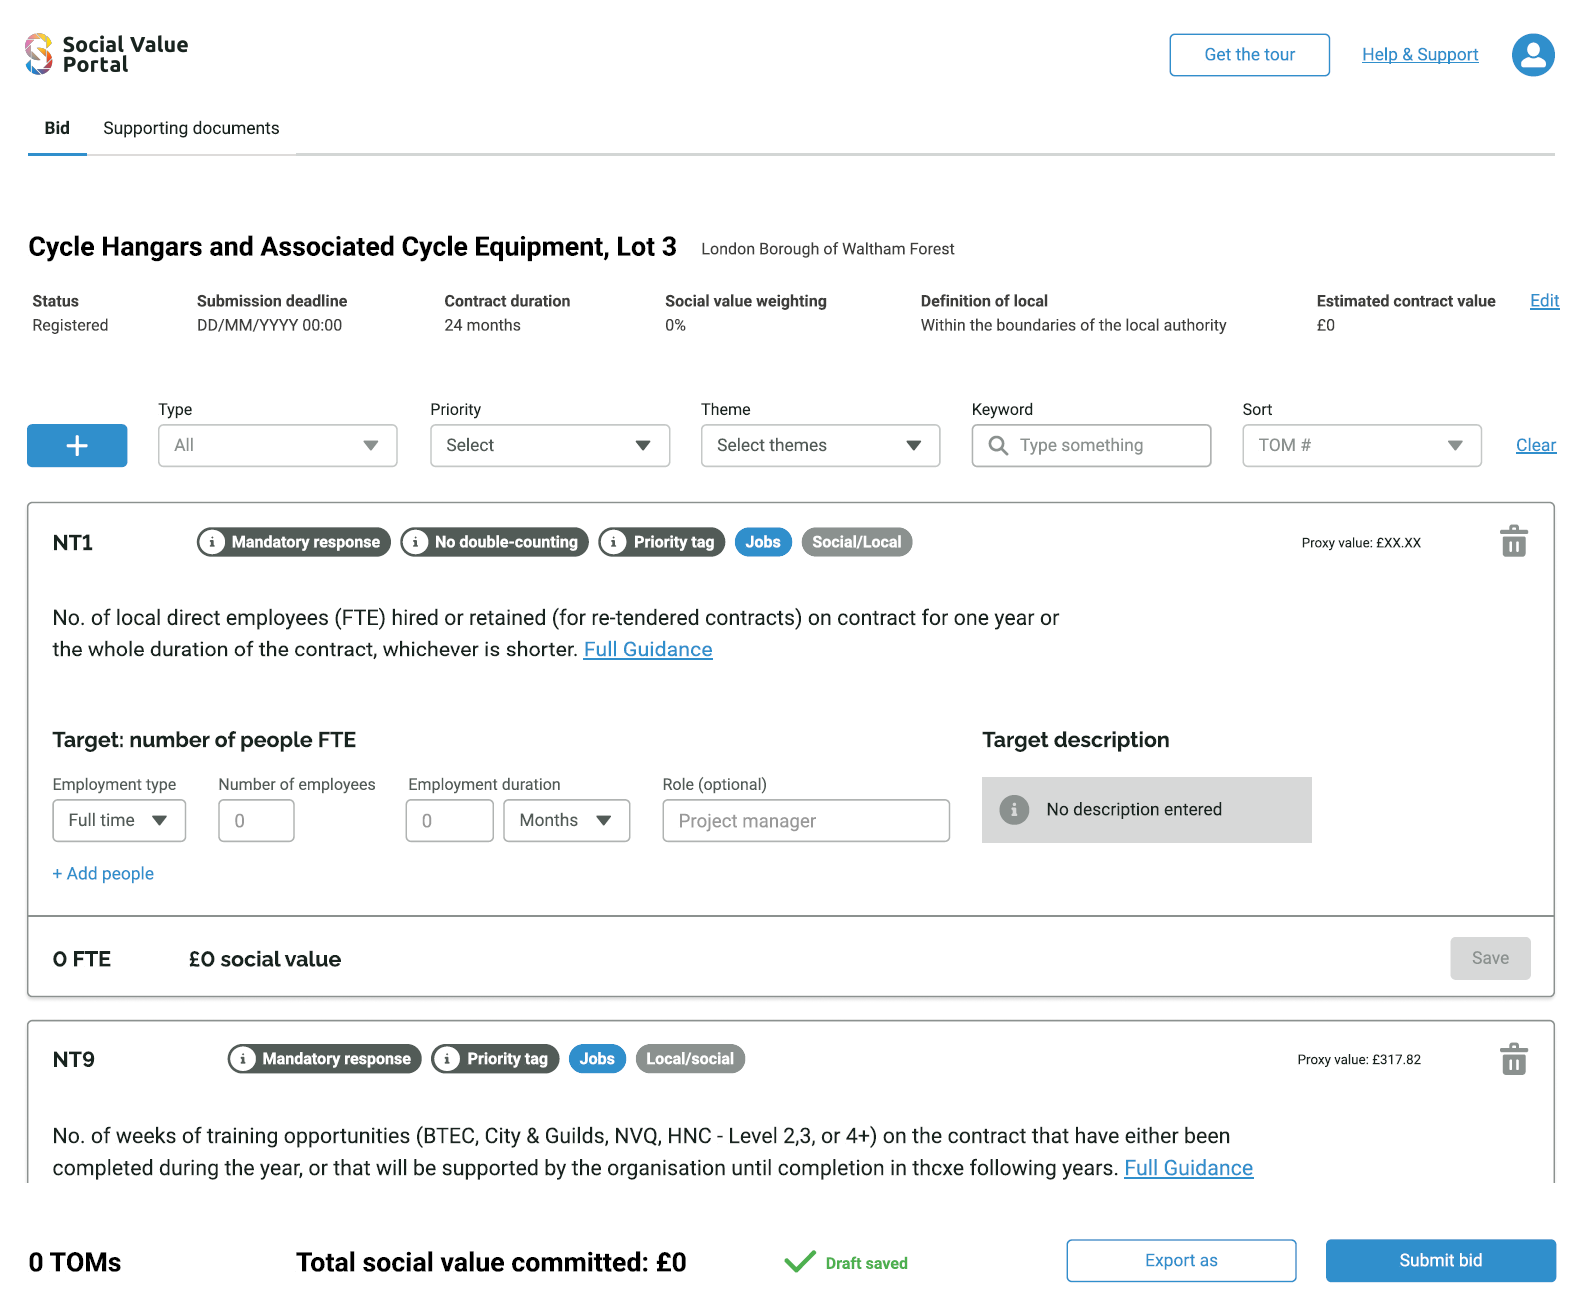 Social Value
Portal
Get the tour
Help & Support
Bid
Supporting documents
Cycle Hangars and Associated Cycle Equipment, Lot 3
London Borough of Waltham Forest
Status
Submission deadline
Contract duration
Social value weighting
Definition of local
Estimated contract value
Edit
Registered
DD/MM/YYYY 00:00
24 months
0%
Within the boundaries of the local authority
£0
Type
Priority
Theme
Keyword
Sort
+
All
Select
Select themes
Type something
TOM #
Clear
NT1
i Mandatory response
i No double-counting
i Priority tag
Jobs
Social/Local
Proxy value: £XX.XX
No. of local direct employees (FTE) hired or retained (for re-tendered contracts) on contract for one year or
the whole duration of the contract, whichever is shorter. Full Guidance
Target: number of people FTE
Target description
Employment type
Number of employees
Employment duration
Role (optional)
Full time
0
0
Months
Project manager
i No description entered
+ Add people
0 FTE
£0 social value
Save
NT9
i Mandatory response
i Priority tag
Jobs
Local/social
Proxy value: £317.82
No. of weeks of training opportunities (BTEC, City & Guilds, NVQ, HNC - Level 2,3, or 4+) on the contract that have either been
completed during the year, or that will be supported by the organisation until completion in thcxe following years. Full Guidance
0 TOMs
Total social value committed: £0
Draft saved
Export as
Submit bid